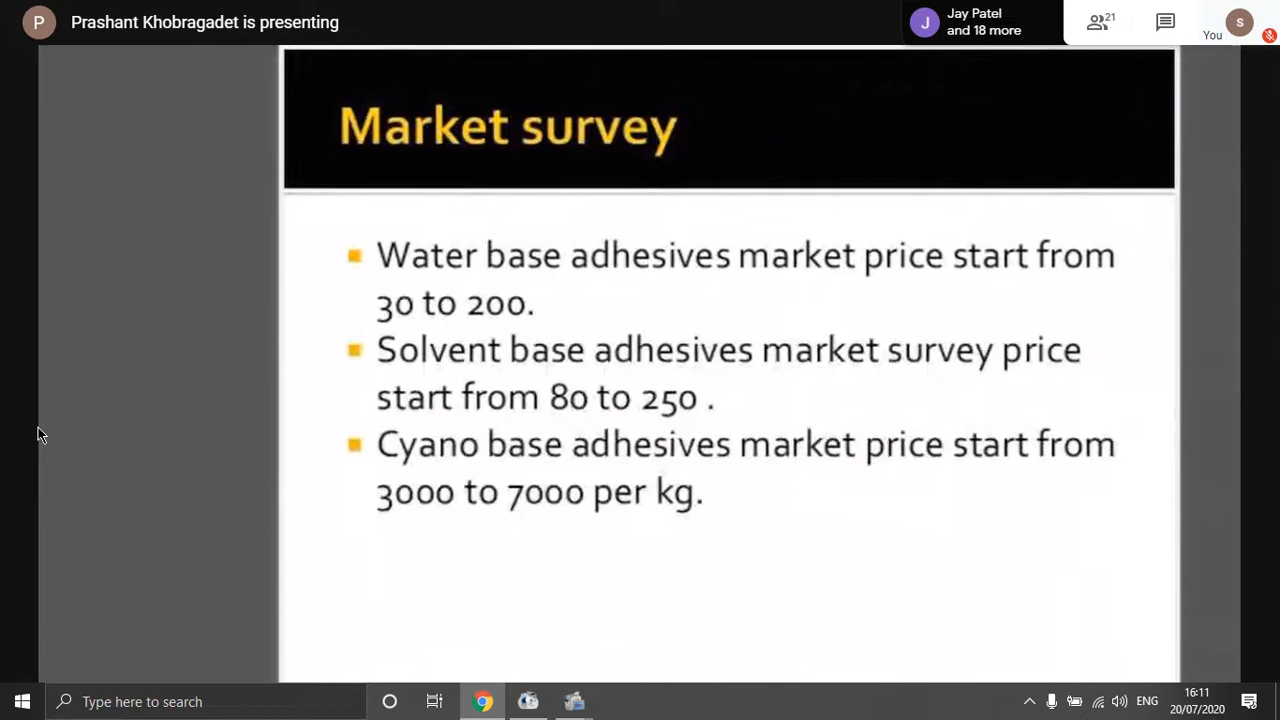 P Prashant Khobragadet is presenting
J Jay Patel
and 18 more
21
S
You
Market survey
Water base adhesives market price start from
30 to 200.
Solvent base adhesives market survey price
start from 80 to 250 .
Cyano base adhesives market price start from
3000 to 7000 per kg.
Type here to search
ENG
16:11
20/07/2020